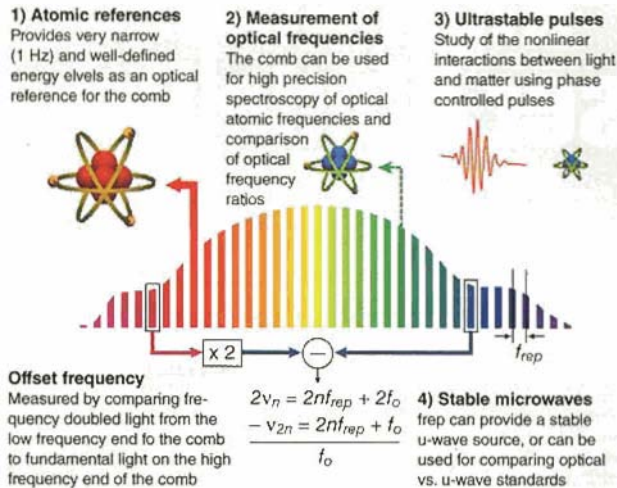 1) Atomic references
Provides very narrow
(1 Hz) and well-defined
energy elvels as an optical
reference for the comb
2) Measurement of
optical frequencies
The comb can be used
for high precision
spectroscopy of optical
atomic frequencies and
comparison
of optical
frequency
ratios
3) Ultrastable pulses
Study of the nonlinear
interactions between light
and matter using phase
controlled pulses
x 2
−
f_rep
Offset frequency
Measured by comparing fre-
quency doubled light from the
low frequency end fo the comb
to fundamental light on the high
frequency end of the comb
2ν_n = 2nf_rep + 2f_o
− ν_2n = 2nf_rep + f_o
f_o
4) Stable microwaves
frep can provide a stable
u-wave source, or can be
used for comparing optical
vs. u-wave standards